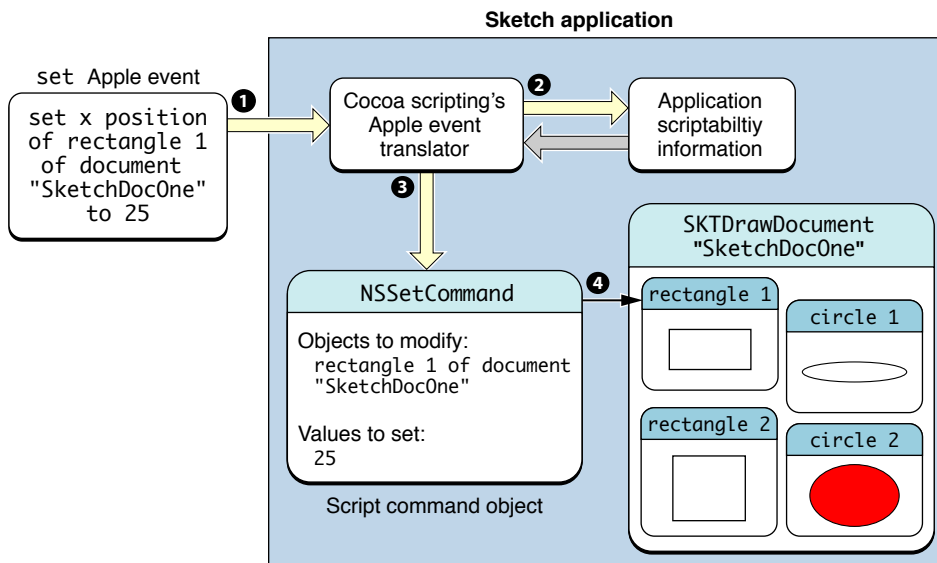 Sketch application
set Apple event
set x position
of rectangle 1
of document
"SketchDocOne"
to 25
1
Cocoa scripting's
Apple event
translator
2
Application
scriptabiltiy
information
3
NSSetCommand
Objects to modify:
rectangle 1 of document
"SketchDocOne"
Values to set:
25
Script command object
4
SKTDrawDocument
"SketchDocOne"
rectangle 1
circle 1
rectangle 2
circle 2